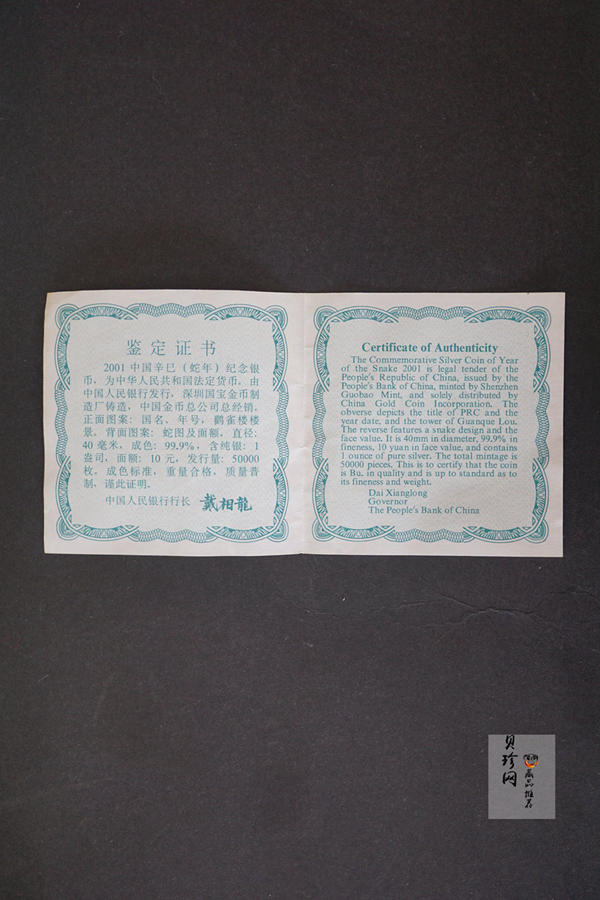 鉴定证书
2001 中国辛巳（蛇年）纪念银
币，为中华人民共和国法定货币。由
中国人民银行发行，深圳国宝金币制
造厂铸造，中国金币总公司总经销。
正面图案：国名、年号，鹳雀楼楼
景。背面图案：蛇图及面额。直径：
40 毫米，成色：99.9%，含纯银：1
盎司，面额：10 元，发行量：50000
枚。成色标准，重量合格，质量普
制，谨此证明。
中国人民银行行长 戴相龍
Certificate of Authenticity
The Commemorative Silver Coin of Year
of the Snake 2001 is legal tender of the
People's Republic of China, issued by the
People's Bank of China, minted by Shenzhen
Guobao Mint, and solely distributed by
China Gold Coin Incorporation. The
obverse depicts the title of PRC and the
year date, and the tower of Guanque Lou.
The reverse features a snake design and the
face value. It is 40mm in diameter, 99.9% in
fineness, 10 yuan in face value, and contains
1 ounce of pure silver. The total mintage is
50000 pieces. This is to certify that the coin
is Bu. in quality and is up to standard as to
its fineness and weight.
Dai Xianglong
Governor
The People's Bank of China
贝珍网
藏品推荐